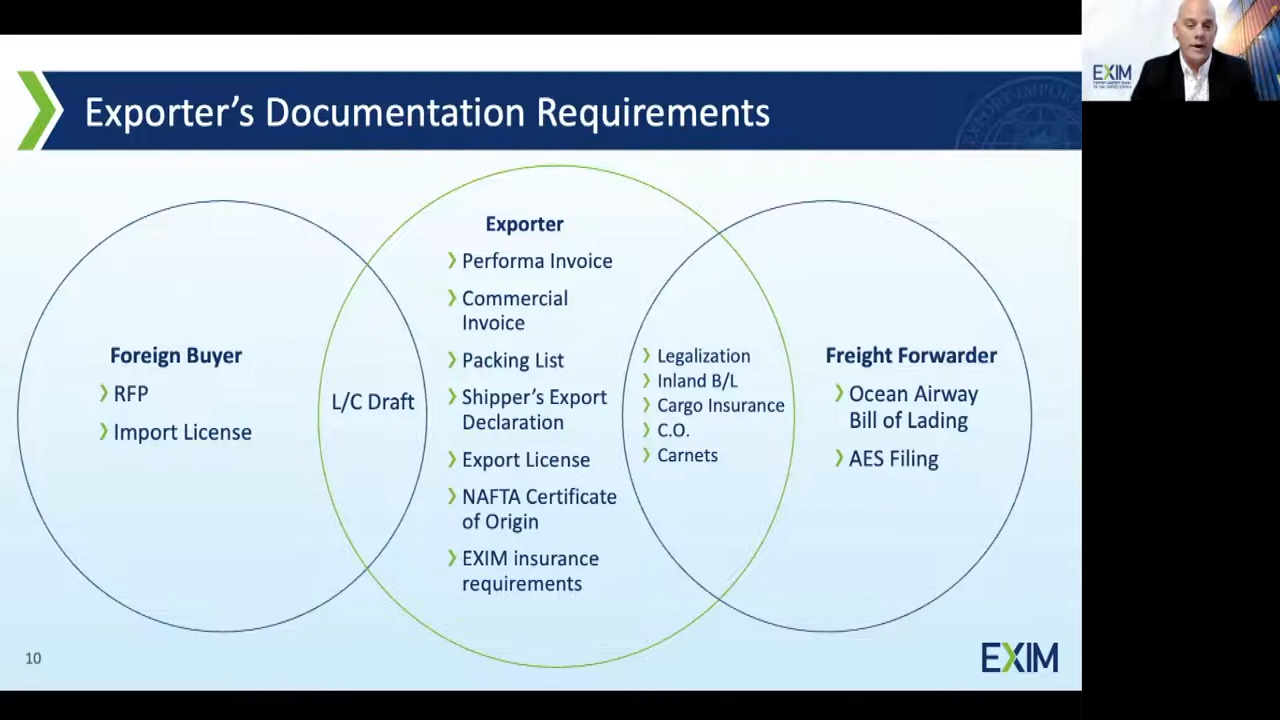 Exporter's Documentation Requirements
Foreign Buyer
RFP
Import License
L/C Draft
Exporter
Performa Invoice
Commercial
Invoice
Packing List
Shipper's Export
Declaration
Export License
NAFTA Certificate
of Origin
EXIM insurance
requirements
Legalization
Inland B/L
Cargo Insurance
C.O.
Carnets
Freight Forwarder
Ocean Airway
Bill of Lading
AES Filing
10
EXIM
EXIM